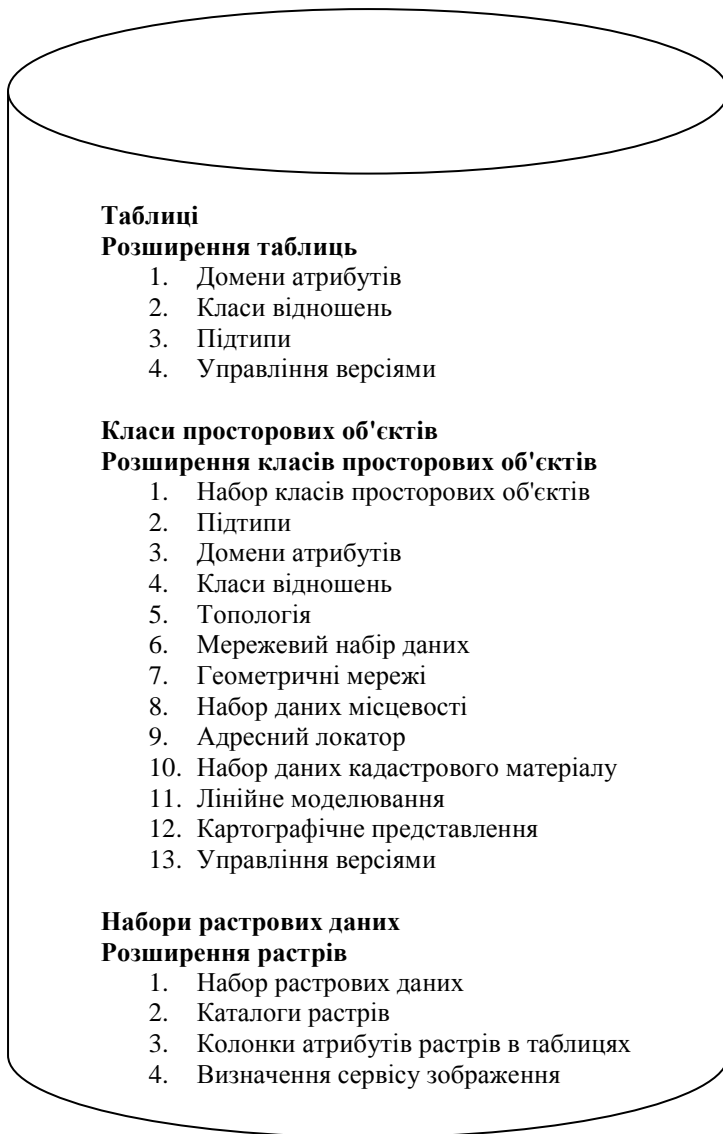 Таблиці
Розширення таблиць
1. Домени атрибутів
2. Класи відношень
3. Підтипи
4. Управління версіями
Класи просторових об'єктів
Розширення класів просторових об'єктів
1. Набор класів просторових об'єктів
2. Підтипи
3. Домени атрибутів
4. Класи відношень
5. Топологія
6. Мережевий набір даних
7. Геометричні мережі
8. Набор даних місцевості
9. Адресний локатор
10. Набор даних кадастрового матеріалу
11. Лінійне моделювання
12. Картографічне представлення
13. Управління версіями
Набори растрових даних
Розширення растрів
1. Набор растрових даних
2. Каталоги растрів
3. Колонки атрибутів растрів в таблицях
4. Визначення сервісу зображення